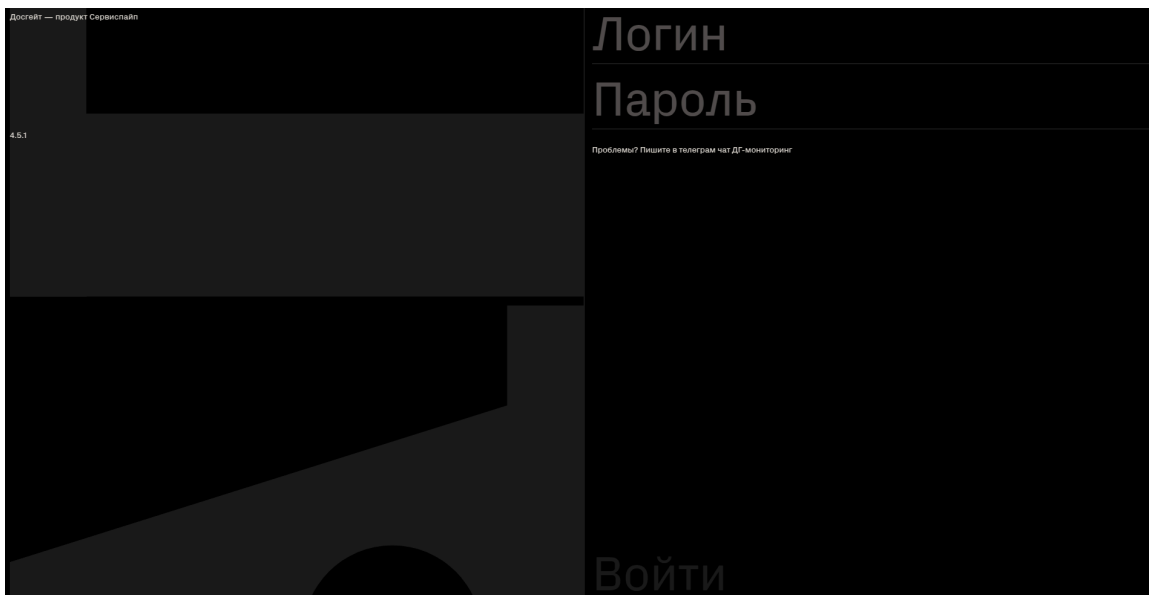 Досгейт — продукт Сервиспайп
4.5.1
Логин
Пароль
Проблемы? Пишите в телеграм чат ДГ-мониторинг
Войти